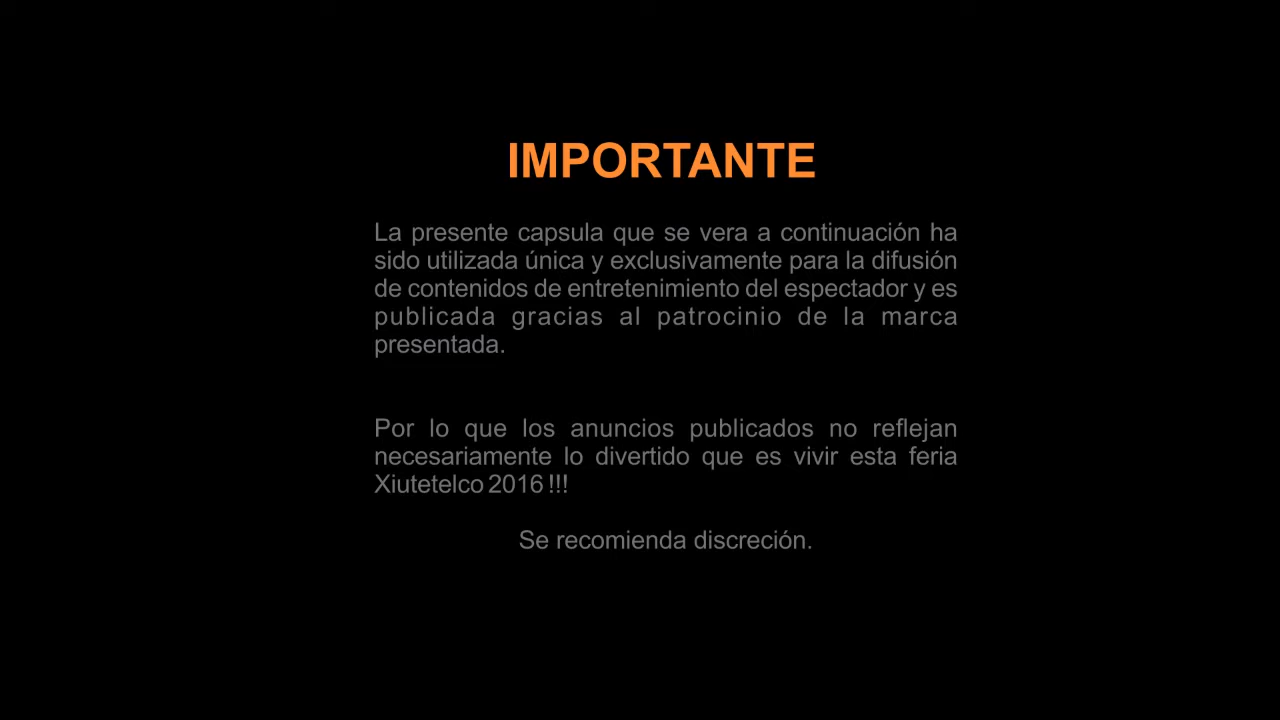 IMPORTANTE
La presente capsula que se vera a continuación ha
sido utilizada única y exclusivamente para la difusión
de contenidos de entretenimiento del espectador y es
publicada gracias al patrocinio de la marca
presentada.
Por lo que los anuncios publicados no reflejan
necesariamente lo divertido que es vivir esta feria
Xiutetelco 2016 !!!
Se recomienda discreción.